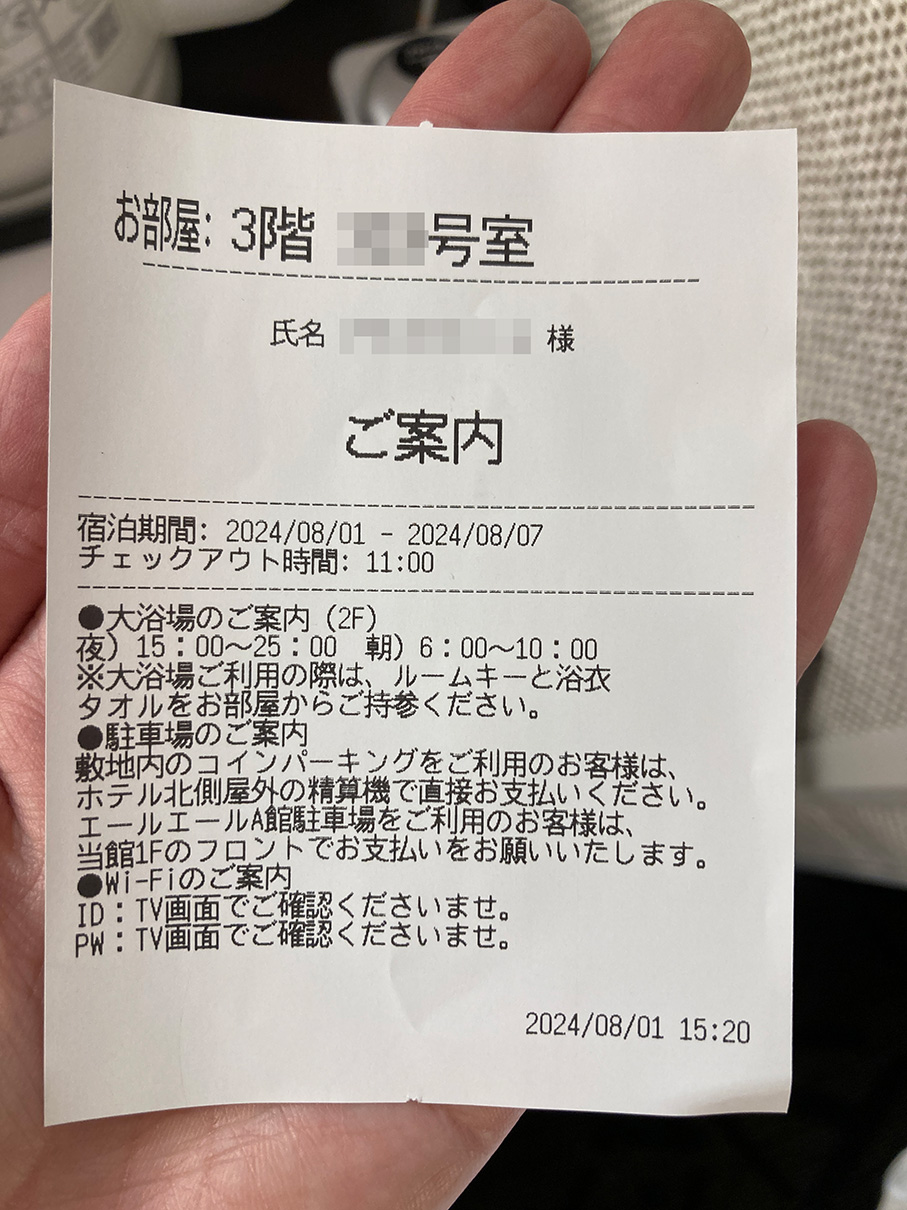 お部屋: 3階 号室
氏名 様
ご案内
宿泊期間: 2024/08/01 - 2024/08/07
チェックアウト時間: 11:00
●大浴場のご案内(2F)
夜)15:00~25:00 朝)6:00~10:00
※大浴場ご利用の際は、ルームキーと浴衣
タオルをお部屋からご持参ください。
●駐車場のご案内
敷地内のコインパーキングをご利用のお客様は、
ホテル北側屋外の精算機で直接お支払いください。
エールエールA館駐車場をご利用のお客様は、
当館1Fのフロントでお支払いをお願いいたします。
●Wi-Fiのご案内
ID:TV画面でご確認くださいませ。
PW:TV画面でご確認くださいませ。
2024/08/01 15:20